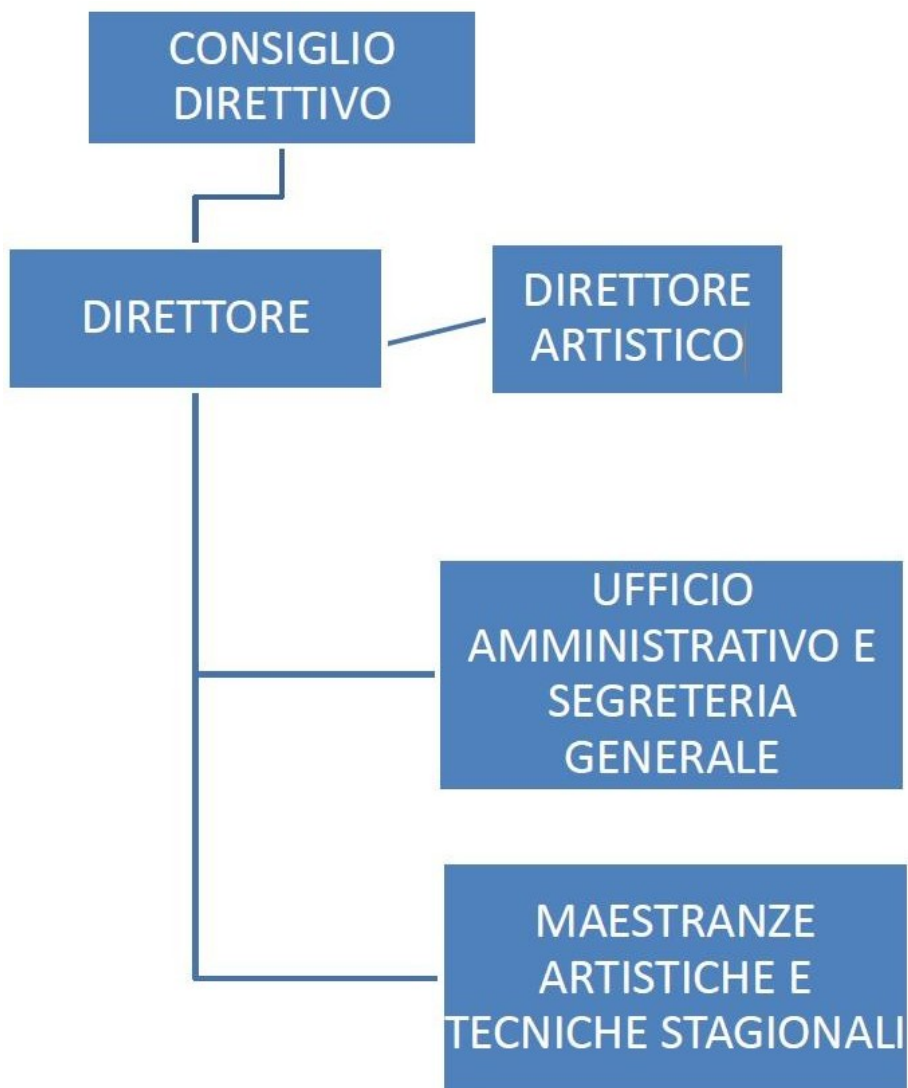 CONSIGLIO
DIRETTIVO
DIRETTORE
DIRETTORE
ARTISTICO
UFFICIO
AMMINISTRATIVO E
SEGRETERIA
GENERALE
MAESTRANZE
ARTISTICHE E
TECNICHE STAGIONALI